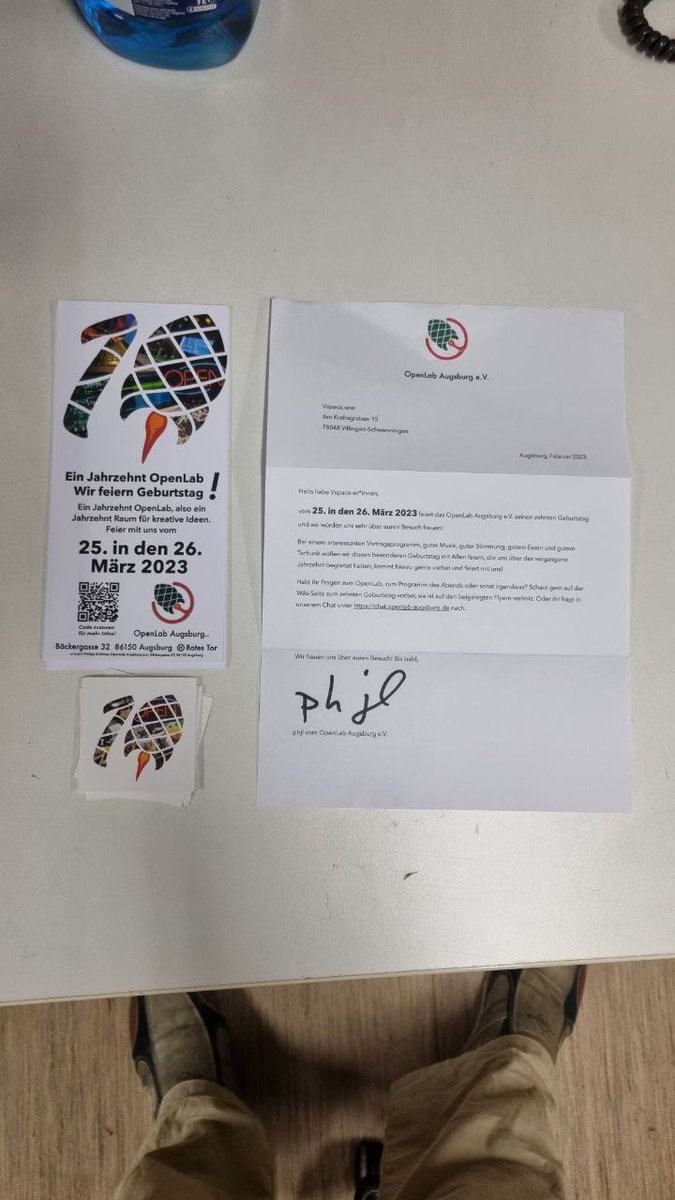 OPEN
Ein Jahrzehnt OpenLab
Wir feiern Geburtstag !
Ein Jahrzehnt OpenLab, also ein
Jahrzehnt Raum für kreative Ideen.
Feier mit uns vom
25. in den 26.
März 2023
Code scannen
für mehr Infos!
OpenLab Augsburg e.V.
Bäckergasse 32 86150 Augsburg Ⓗ Rotes Tor
OPEN
OpenLab Augsburg e.V.
Vspace.one
Am Krebsgraben 15
78048 Villingen-Schwenningen
Augsburg, Februar 2023
Hallo liebe Vspace-er*innen,
vom 25. in den 26. März 2023 feiert das OpenLab Augsburg e.V. seinen zehnten Geburtstag
und wir würden uns sehr über euren Besuch freuen!
Bei einem interessanten Vortragsprogramm, guter Musik, guter Stimmung, gutem Essen und gutem
Tschunk wollen wir diesen besonderen Geburtstag mit Allen feiern, die uns über das vergangene
Jahrzehnt begleitet haben, kommt hierzu gerne vorbei und feiert mit uns!
Habt ihr Fragen zum OpenLab, zum Programm des Abends oder sonst irgendwas? Schaut gern auf der
Wiki-Seite zum zehnten Geburtstag vorbei, sie ist auf den beigelegten Flyern verlinkt. Oder ihr fragt in
unserem Chat unter https://chat.openlab-augsburg.de nach.
Wir freuen uns über euren Besuch! Bis bald,
phjl
phjl vom OpenLab Augsburg e.V.